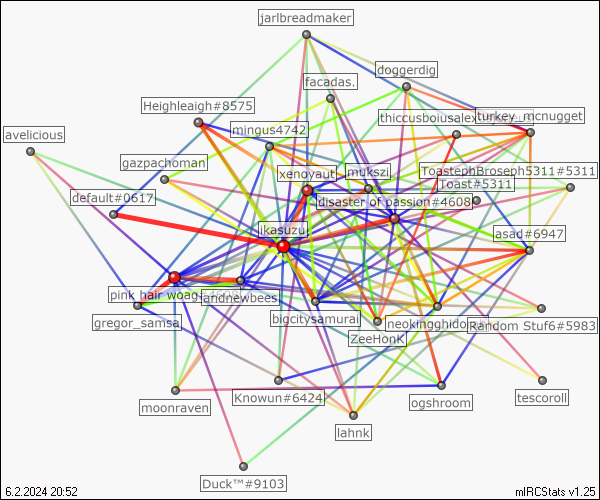 jarlbreadmaker
doggerdig
facadas.
Heighleaigh#8575
thiccusboiusale
turkey_mcnugget
mingus4742
avelicious
gazpachoman
xenoyaut
mukszi
ToastephBroseph5311#5311
Toast#5311
default#0617
disaster of passion#4608
ikasuzu
asad#6947
pink hair woag
landnewbees
gregor_samsa
bigcitysamurai
neokingghido
Random Stuf6#5983
ZeeHonK
Knowun#6424
tescoroll
moonraven
ogshroom
lahnk
Duck™#9103
6.2.2024 20:52
mIRCStats v1.25